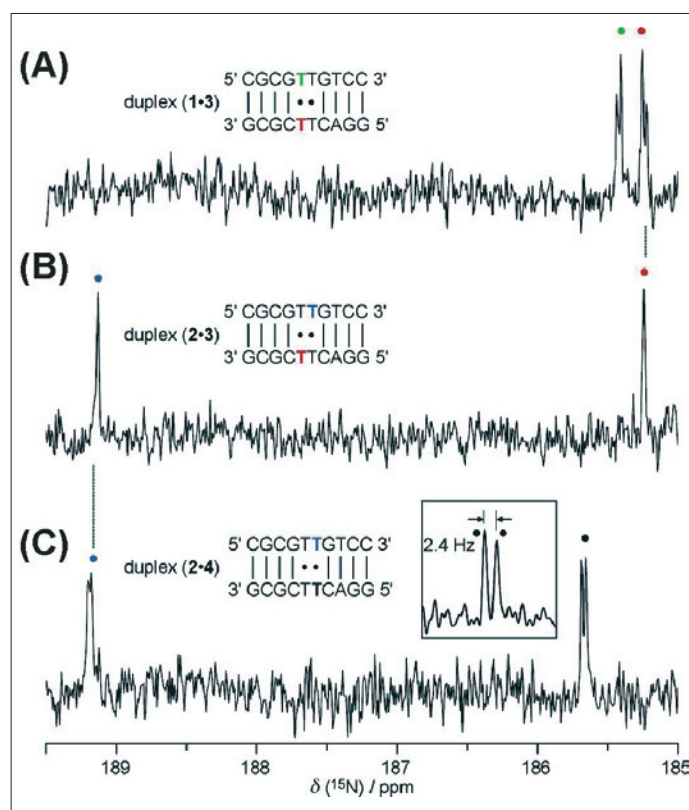 (A)
5' CGCGTTGTCC 3'
duplex (1•3)
3' GCGCTTCAGG 5'
(B)
5' CGCGTTGTCC 3'
duplex (2•3)
3' GCGCTTCAGG 5'
(C)
5' CGCGTTGTCC 3'
duplex (2•4)
3' GCGCTTCAGG 5'
2.4 Hz
189 188 187 186 185
δ (¹⁵N) / ppm